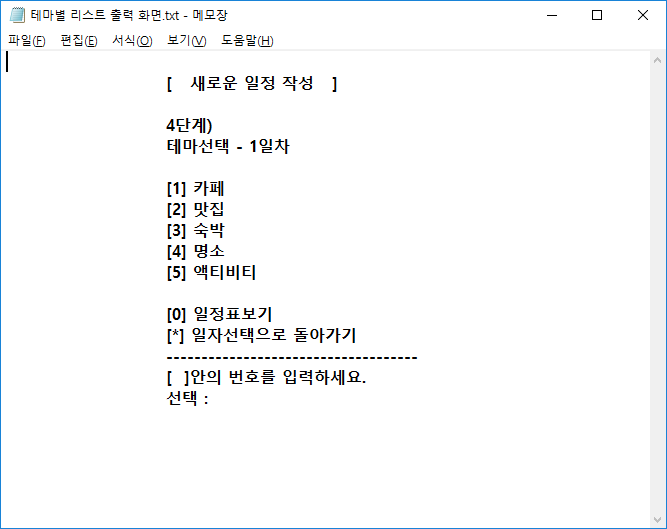 테마별 리스트 출력 화면.txt - 메모장
파일(F) 편집(E) 서식(O) 보기(V) 도움말(H)
[ 새로운 일정 작성 ]
4단계)
테마선택 - 1일차
[1] 카페
[2] 맛집
[3] 숙박
[4] 명소
[5] 액티비티
[0] 일정표보기
[*] 일자선택으로 돌아가기
------------------------------------
[ ]안의 번호를 입력하세요.
선택 :